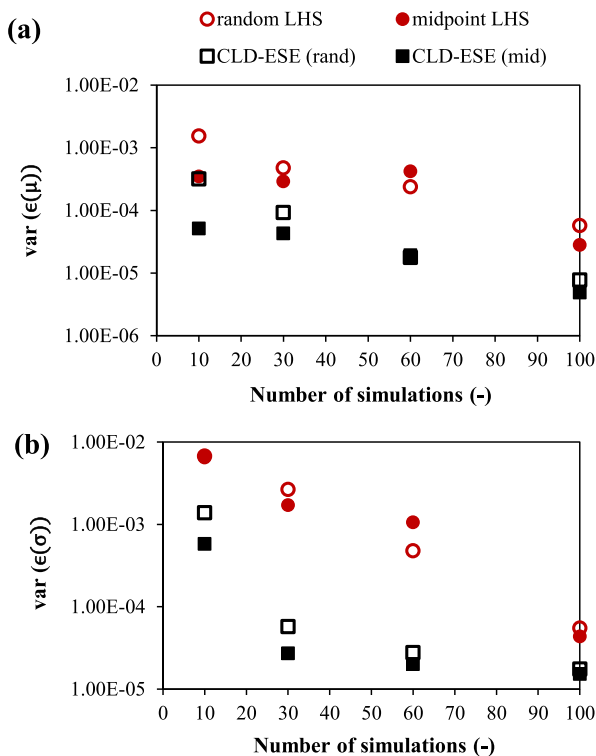 (a)
random LHS
midpoint LHS
CLD-ESE (rand)
CLD-ESE (mid)
1.00E-02
1.00E-03
1.00E-04
1.00E-05
1.00E-06
var (ϵ(μ))
0 10 20 30 40 50 60 70 80 90 100
Number of simulations (-)
(b)
1.00E-02
1.00E-03
1.00E-04
1.00E-05
var (ϵ(σ))
0 10 20 30 40 50 60 70 80 90 100
Number of simulations (-)